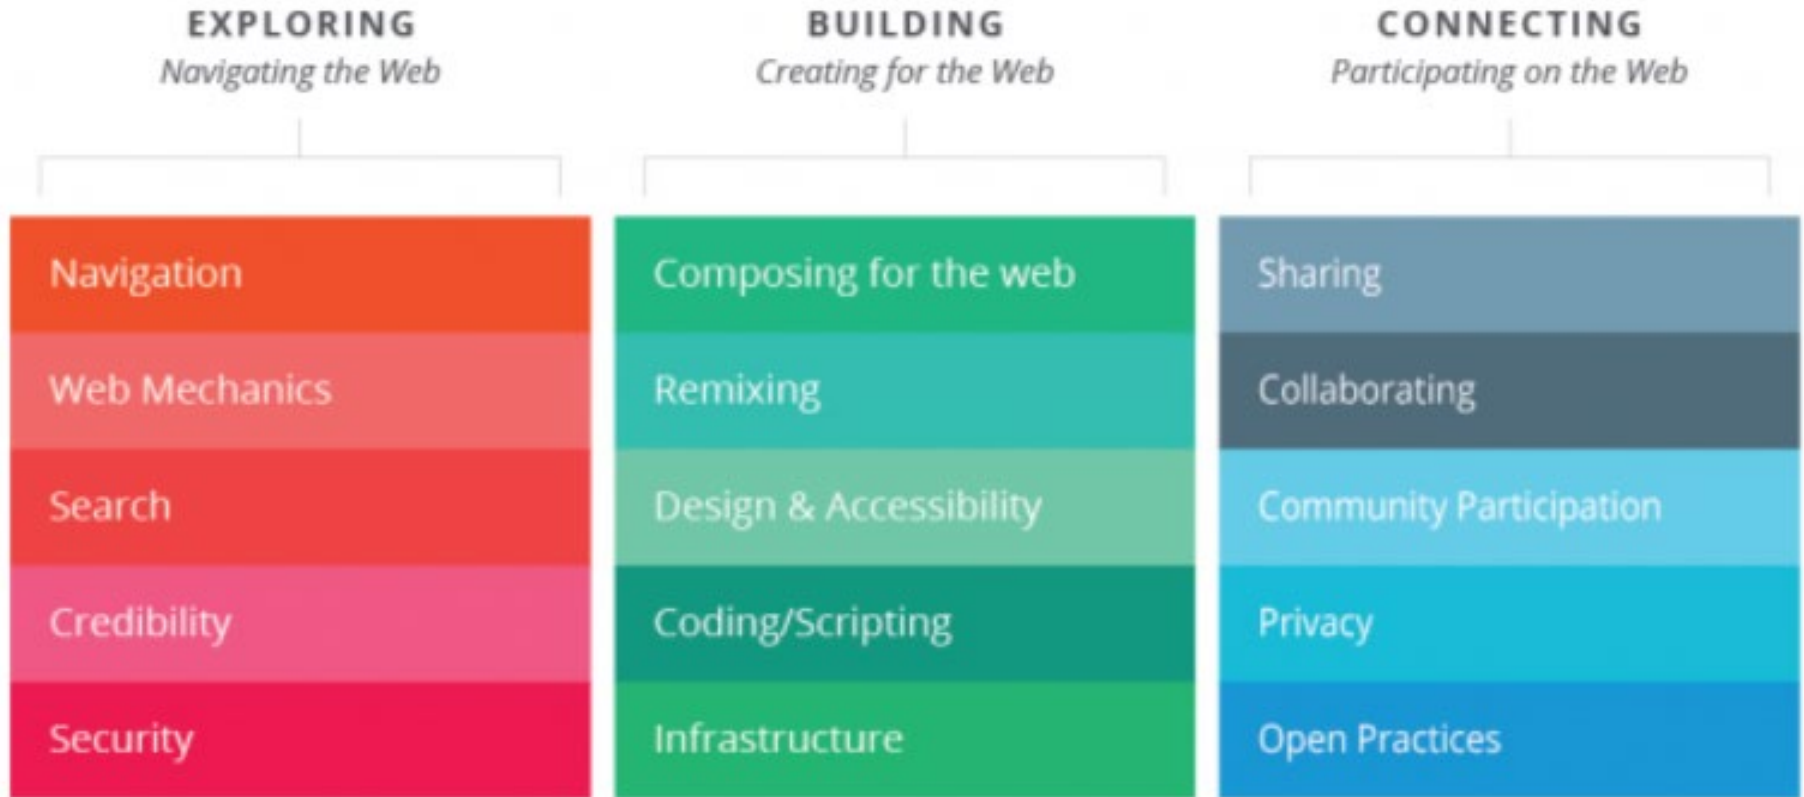 EXPLORING
Navigating the Web
Navigation
Web Mechanics
Search
Credibility
Security
BUILDING
Creating for the Web
Composing for the web
Remixing
Design & Accessibility
Coding/Scripting
Infrastructure
CONNECTING
Participating on the Web
Sharing
Collaborating
Community Participation
Privacy
Open Practices